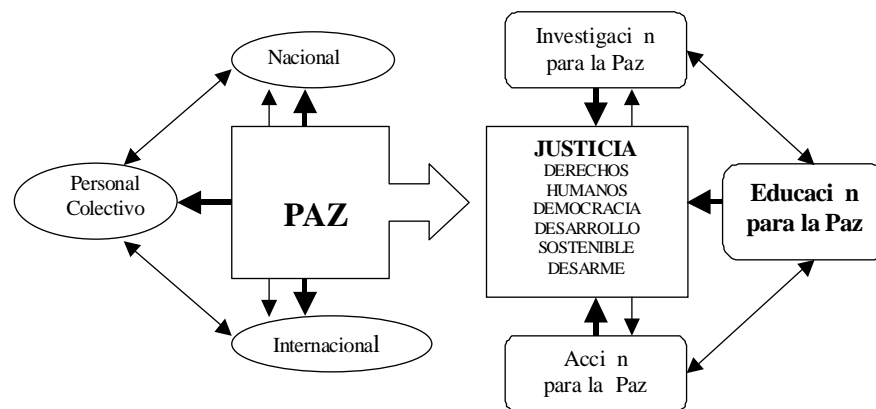 Nacional
Personal
Colectivo
PAZ
Internacional
Investigaci n
para la Paz
JUSTICIA
DERECHOS
HUMANOS
DEMOCRACIA
DESARROLLO
SOSTENIBLE
DESARME
Educaci n
para la Paz
Acci n
para la Paz